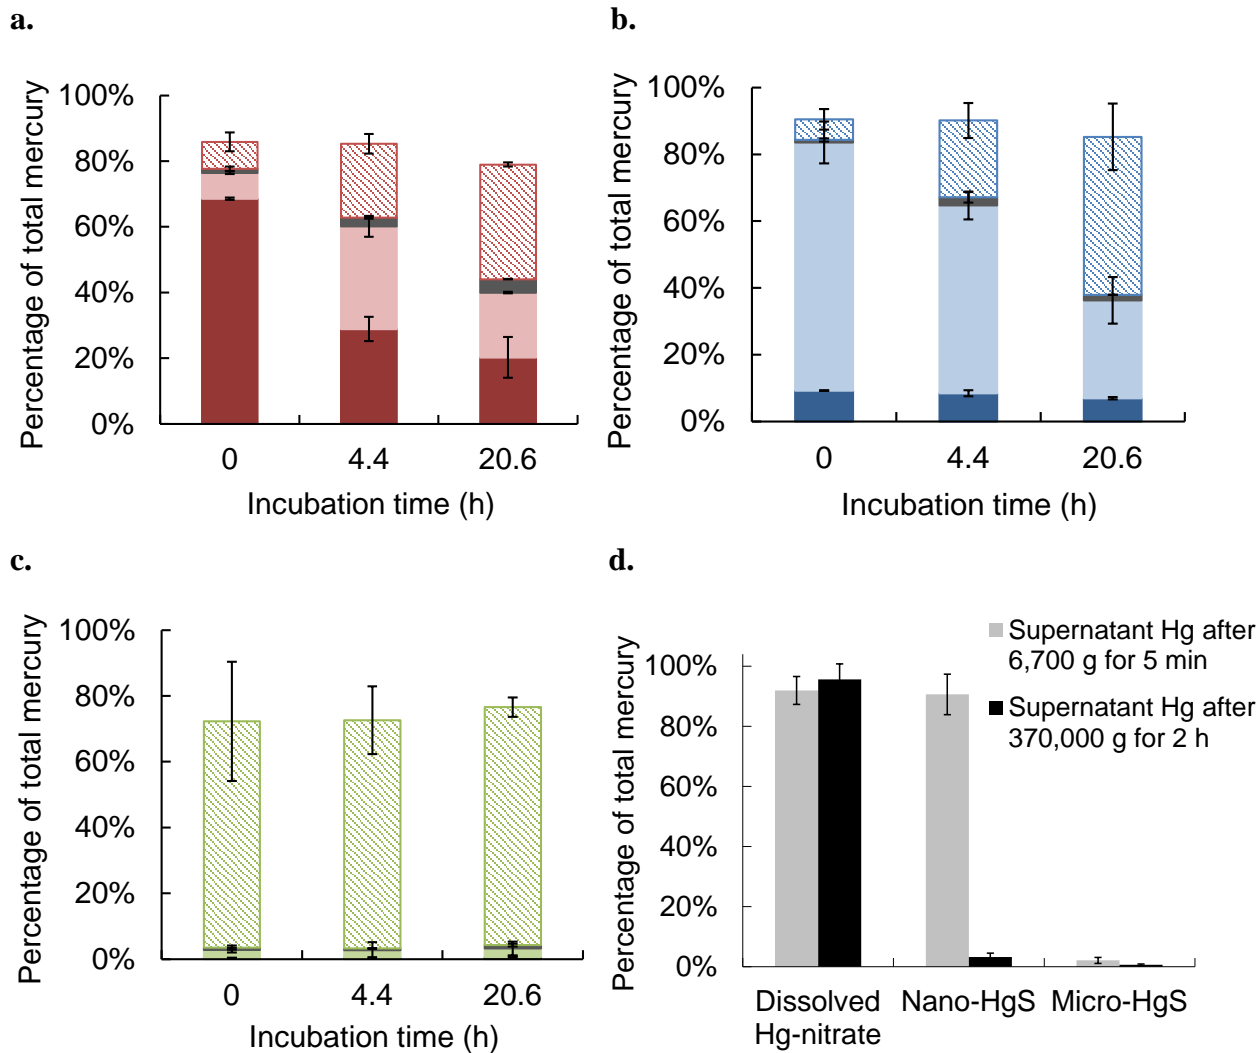 a.
Percentage of total mercury
100%
80%
60%
40%
20%
0%
0 4.4 20.6
Incubation time (h)
b.
Percentage of total mercury
100%
80%
60%
40%
20%
0%
0 4.4 20.6
Incubation time (h)
c.
Percentage of total mercury
100%
80%
60%
40%
20%
0%
0 4.4 20.6
Incubation time (h)
d.
Percentage of total mercury
100%
80%
60%
40%
20%
0%
Supernatant Hg after
6,700 g for 5 min
Supernatant Hg after
370,000 g for 2 h
Dissolved Nano-HgS Micro-HgS
Hg-nitrate